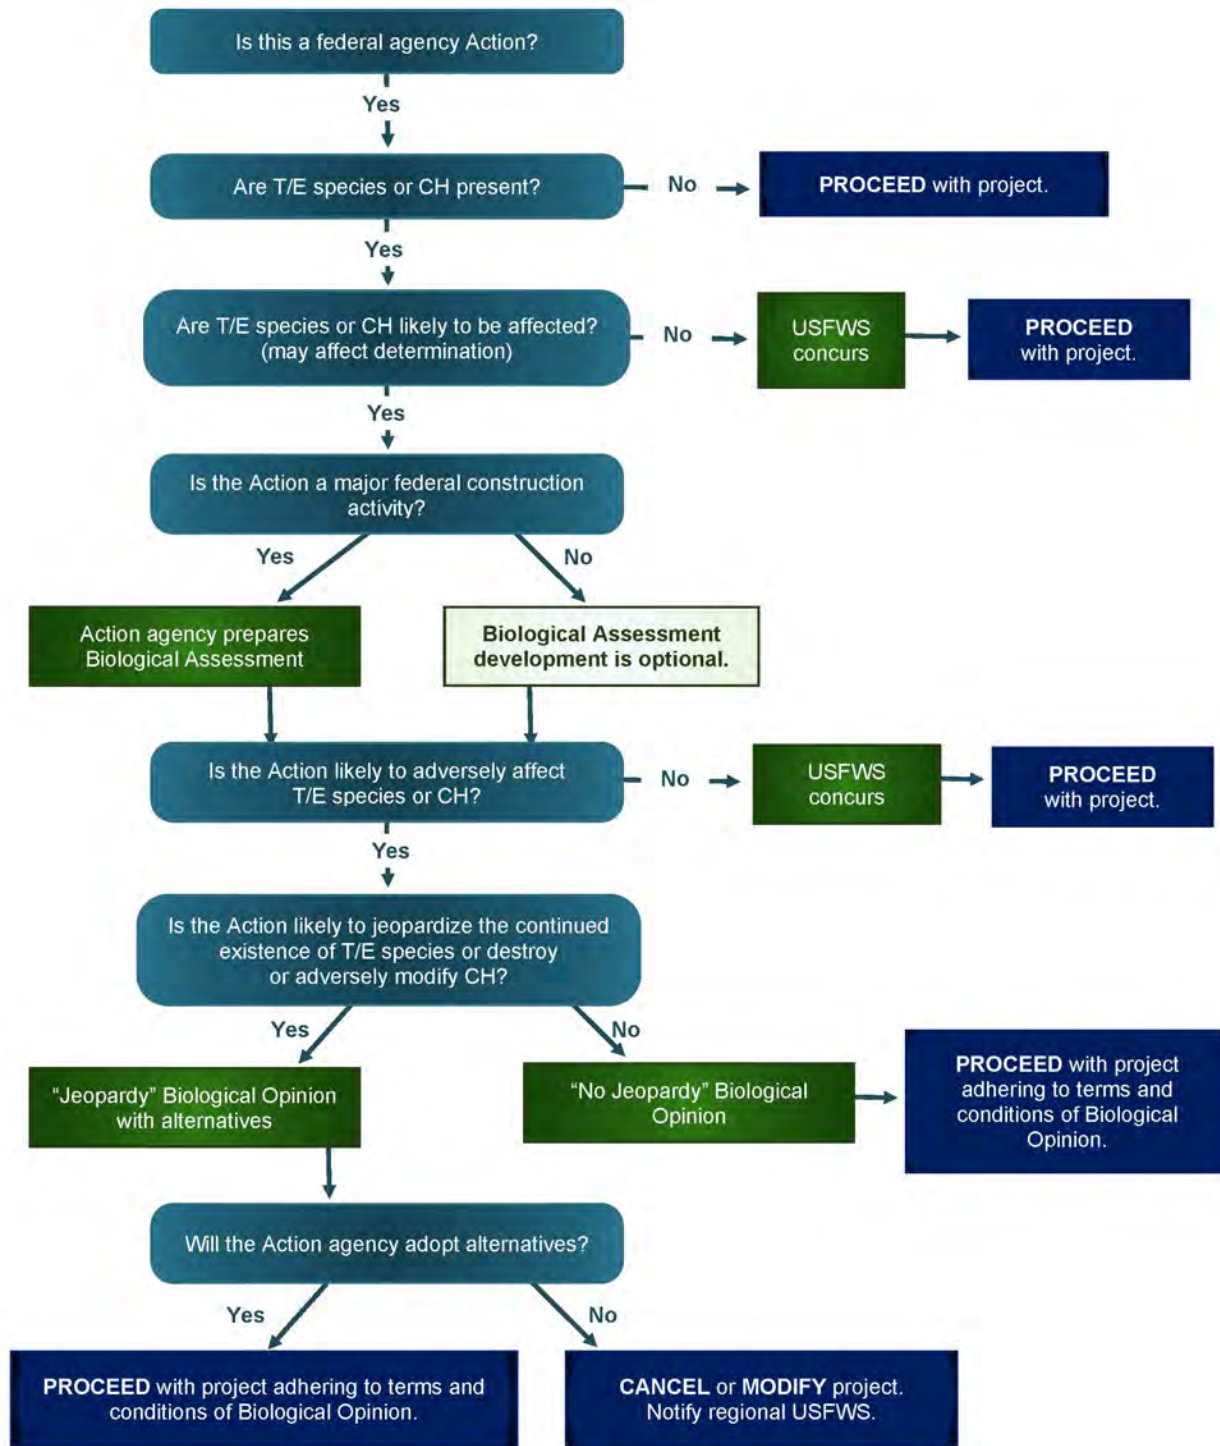 Is this a federal agency Action?
Yes
Are T/E species or CH present?
No
PROCEED with project.
Yes
Are T/E species or CH likely to be affected?
(may affect determination)
No
USFWS
concurs
PROCEED
with project.
Yes
Is the Action a major federal construction
activity?
Yes
No
Action agency prepares
Biological Assessment
Biological Assessment
development is optional.
Is the Action likely to adversely affect
T/E species or CH?
No
USFWS
concurs
PROCEED
with project.
Yes
Is the Action likely to jeopardize the continued
existence of T/E species or destroy
or adversely modify CH?
Yes
No
“Jeopardy” Biological Opinion
with alternatives
“No Jeopardy” Biological
Opinion
PROCEED with project
adhering to terms and
conditions of Biological
Opinion.
Will the Action agency adopt alternatives?
Yes
No
PROCEED with project adhering to terms and
conditions of Biological Opinion.
CANCEL or MODIFY project.
Notify regional USFWS.